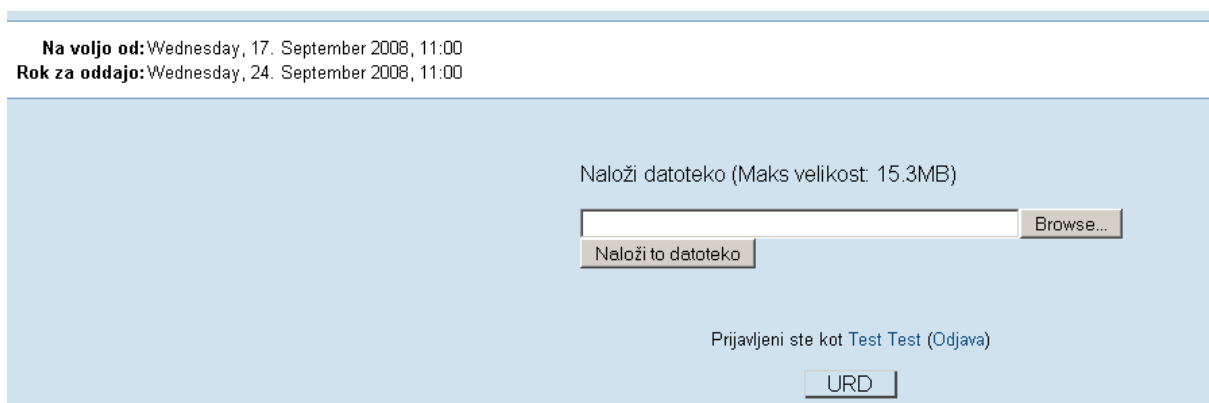 Na voljo od: Wednesday, 17. September 2008, 11:00
Rok za oddajo: Wednesday, 24. September 2008, 11:00
Naloži datoteko (Maks velikost: 15.3MB)
Browse...
Naloži to datoteko
Prijavljeni ste kot Test Test (Odjava)
URD